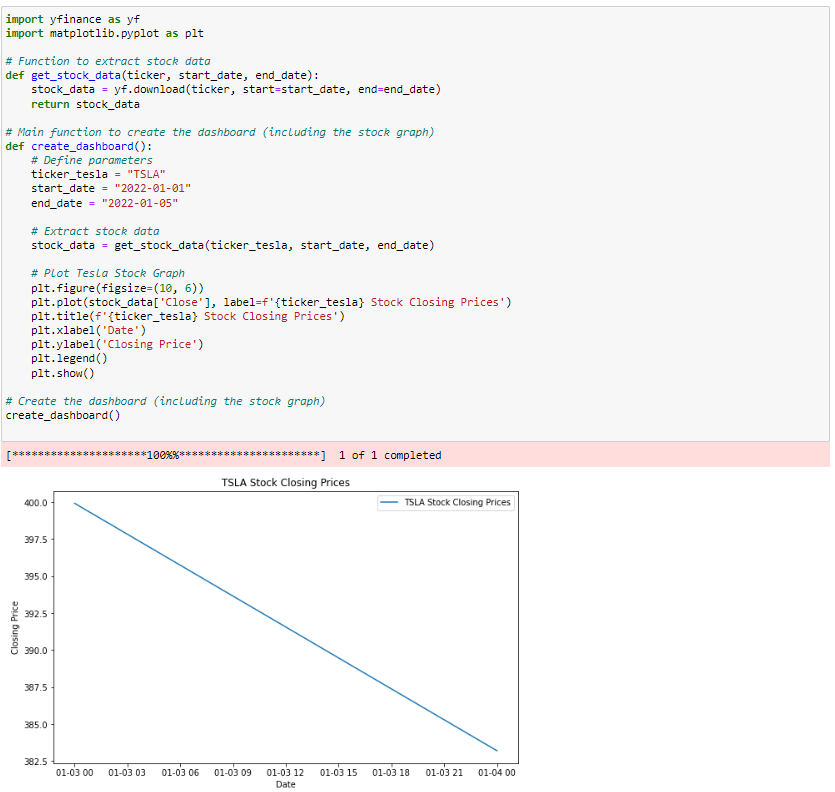 import yfinance as yf
import matplotlib.pyplot as plt
# Function to extract stock data
def get_stock_data(ticker, start_date, end_date):
    stock_data = yf.download(ticker, start=start_date, end=end_date)
    return stock_data
# Main function to create the dashboard (including the stock graph)
def create_dashboard():
    # Define parameters
    ticker_tesla = "TSLA"
    start_date = "2022-01-01"
    end_date = "2022-01-05"
    # Extract stock data
    stock_data = get_stock_data(ticker_tesla, start_date, end_date)
    # Plot Tesla Stock Graph
    plt.figure(figsize=(10, 6))
    plt.plot(stock_data['Close'], label=f'{ticker_tesla} Stock Closing Prices')
    plt.title(f'{ticker_tesla} Stock Closing Prices')
    plt.xlabel('Date')
    plt.ylabel('Closing Price')
    plt.legend()
    plt.show()
# Create the dashboard (including the stock graph)
create_dashboard()
[*********************100%%**********************]  1 of 1 completed
TSLA Stock Closing Prices
TSLA Stock Closing Prices
400.0
397.5
395.0
392.5
390.0
387.5
385.0
382.5
Closing Price
01-03 00 01-03 03 01-03 06 01-03 09 01-03 12 01-03 15 01-03 18 01-03 21 01-04 00
Date